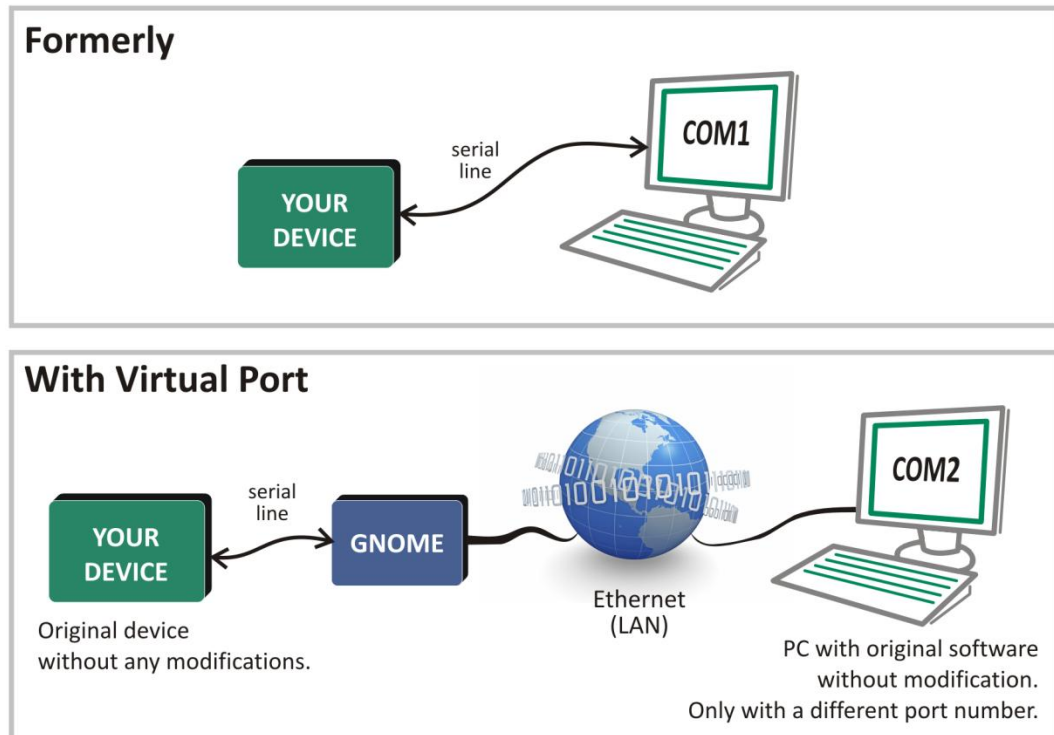 Formerly
COM1
serial
line
YOUR
DEVICE
With Virtual Port
COM2
serial
line
YOUR
DEVICE
GNOME
Ethernet
(LAN)
Original device
without any modifications.
PC with original software
without modification.
Only with a different port number.